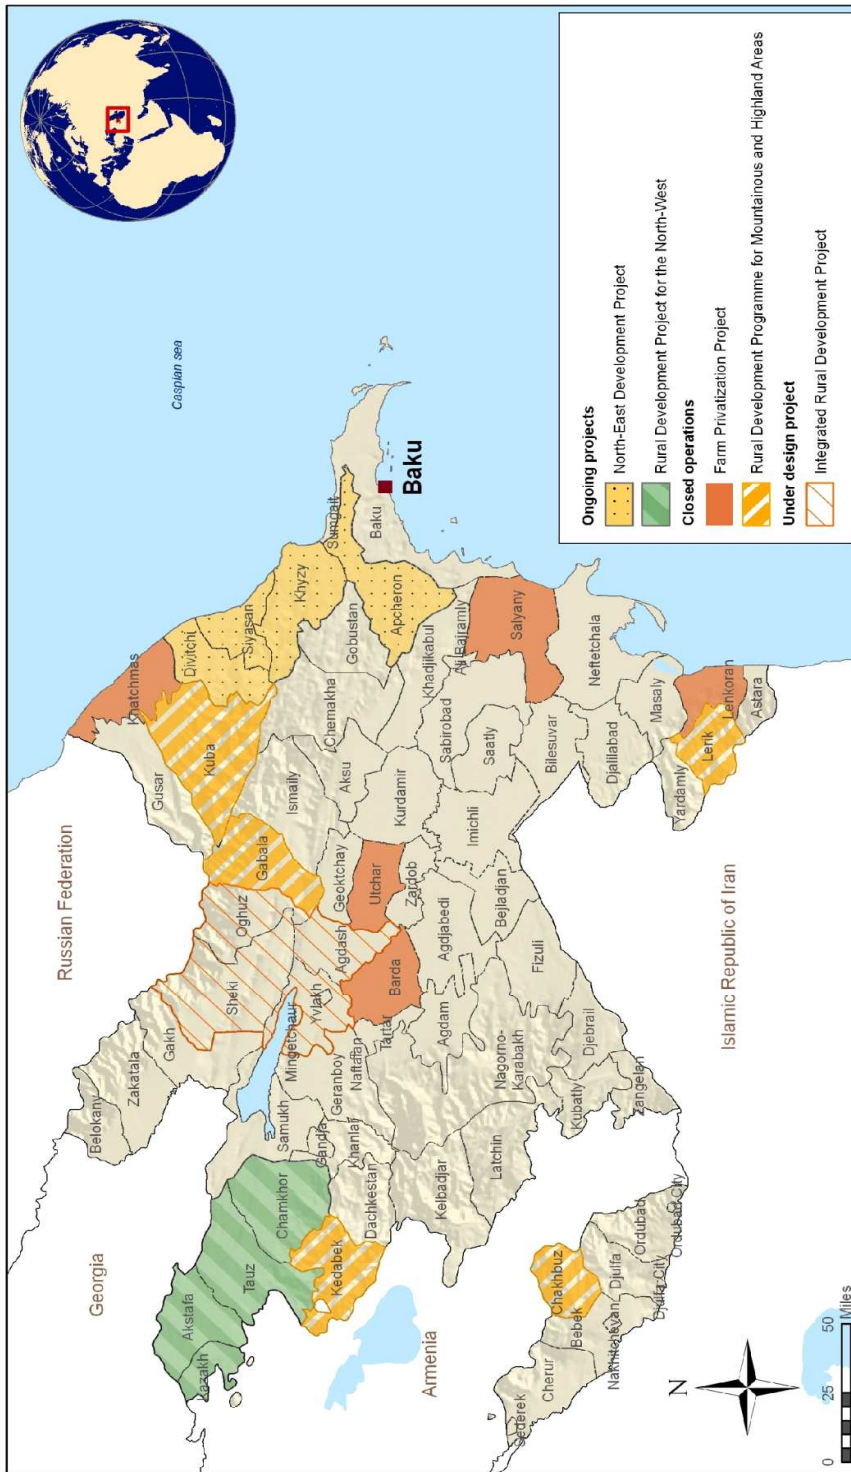 Russian Federation
Georgia
Armenia
Islamic Republic of Iran
Caspian sea
Belokany
Zakatala
Gakh
Sheki
Oghuz
Gabala
Gusar
Kuba
Khatchmas
Divitchi
Siyasan
Khyzy
Sumgait
Baku
Baku
Apcheron
Gobustan
Chemakha
Ismaily
Aksu
Kurdamir
Geoktchay
Utchar
Zardob
Agdash
Yvlakh
Mingetchaur
Barda
Tartar
Naftalan
Geranboy
Samukh
Gandja
Khanlar
Dachkestan
Kedabek
Chamkhor
Tauz
Akstafa
Kazakh
Kelbadjar
Latchin
Nagorno-
Karabakh
Agdam
Agdjabedi
Bejladjan
Fizuli
Djebrail
Kubatly
Zangelan
Imichli
Saatly
Sabirobad
Khadjikabul
Ali Bajramly
Salyany
Neftetchala
Bilesuvar
Djalilabad
Masaly
Yardamly
Lerik
Lenkoran
Astara
Sederek
Cherur
Chakhbuz
Bebek
Nakhitchevan
Djulfa
Djulfa-City
Ordubad
Ordubad-City
N
0 25 50
Miles
Ongoing projects
North-East Development Project
Rural Development Project for the North-West
Closed operations
Farm Privatization Project
Rural Development Programme for Mountainous and Highland Areas
Under design project
Integrated Rural Development Project